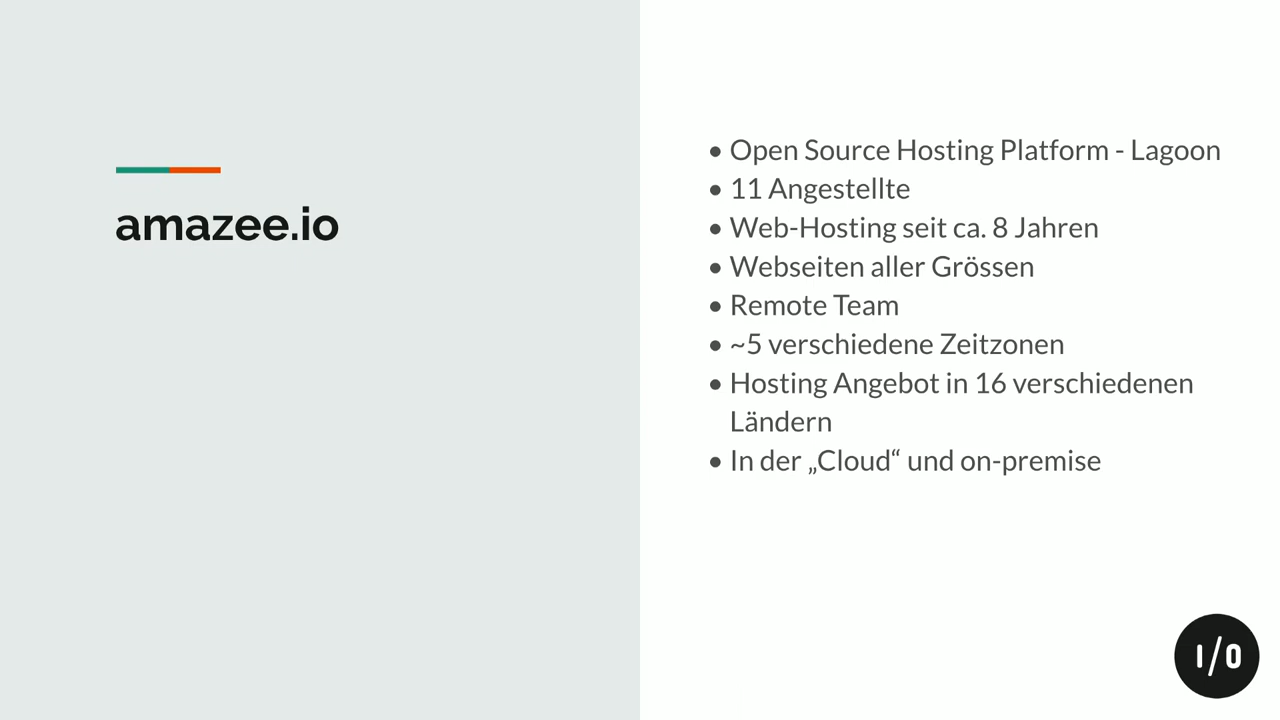 amazee.io
• Open Source Hosting Platform - Lagoon
• 11 Angestellte
• Web-Hosting seit ca. 8 Jahren
• Webseiten aller Grössen
• Remote Team
• ~5 verschiedene Zeitzonen
• Hosting Angebot in 16 verschiedenen
Ländern
• In der „Cloud“ und on-premise
I/O